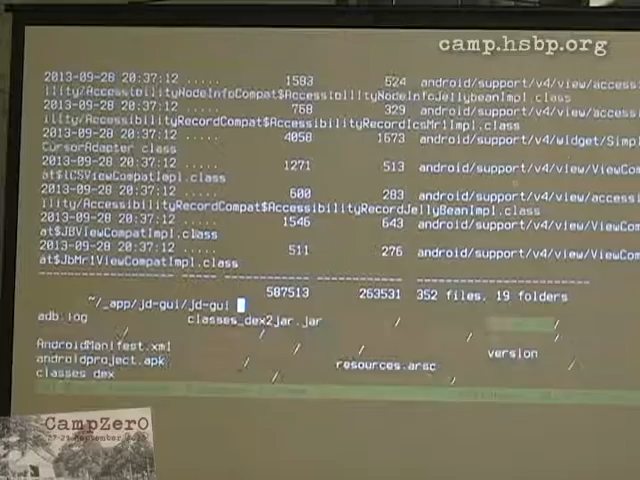 camp.hsbp.org
2013-09-28 20:37:12 ..... 1583 624 android/support/v4/view/access
ility/AccessibilityNodeInfoCompat$AccessibilityNodeInfoJellybeanImpl.class
2013-09-28 20:37:12 ..... 768 329 android/support/v4/view/access
ility/AccessibilityRecordCompat$AccessibilityRecordIcsMr1Impl.class
2013-09-28 20:37:12 ..... 4058 1673 android/support/v4/widget/Simpl
CursorAdapter class
2013-09-28 20:37:12 ..... 1271 513 android/support/v4/view/ViewCom
at$ICSViewCompatImpl.class
2013-09-28 20:37:12 ..... 600 283 android/support/v4/view/access
ility/AccessibilityRecordCompat$AccessibilityRecordJellyBeanImpl.class
2013-09-28 20:37:12 ..... 1546 643 android/support/v4/view/ViewCom
at$JBViewCompatImpl.class
2013-09-28 20:37:12 ..... 511 276 android/support/v4/view/ViewCom
at$JbMr1ViewCompatImpl.class
587513 263531 352 files, 19 folders
~/_app/jd-gui/jd-gui
adb.log classes_dex2jar.jar /
/ / /
AndroidManifest.xml / / version
androidproject.apk / resources.arsc /
classes dex / /
CampZer0